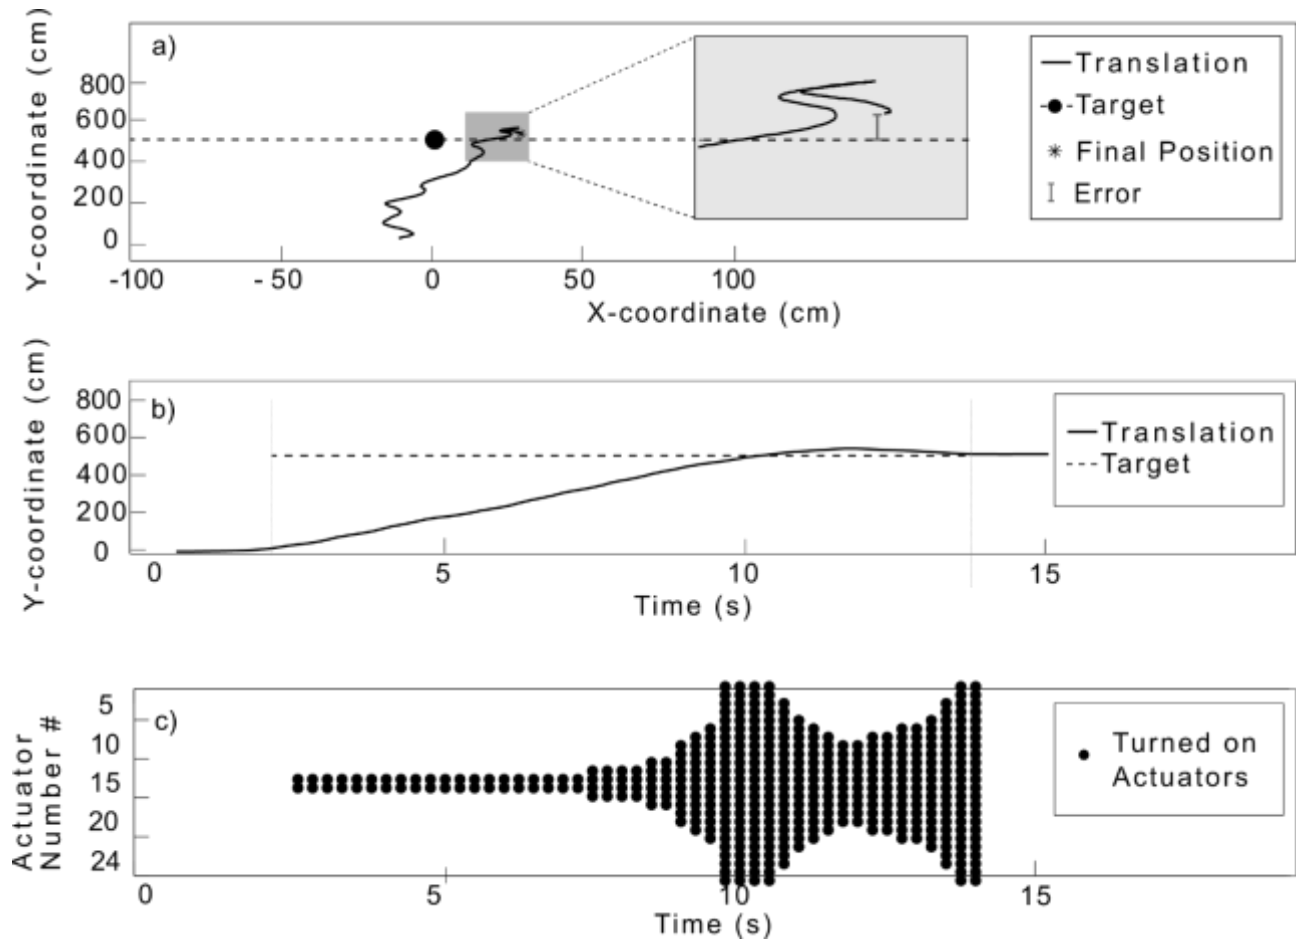 Y-coordinate (cm)
a)
800
600
400
200
0
-100
- 50
0
50
100
X-coordinate (cm)
Translation
Target
Final Position
Error
Y-coordinate (cm)
b)
800
600
400
200
0
0
5
10
15
Time (s)
Translation
Target
Actuator
Number #
c)
5
10
15
20
24
0
5
10
15
Time (s)
Turned on
Actuators